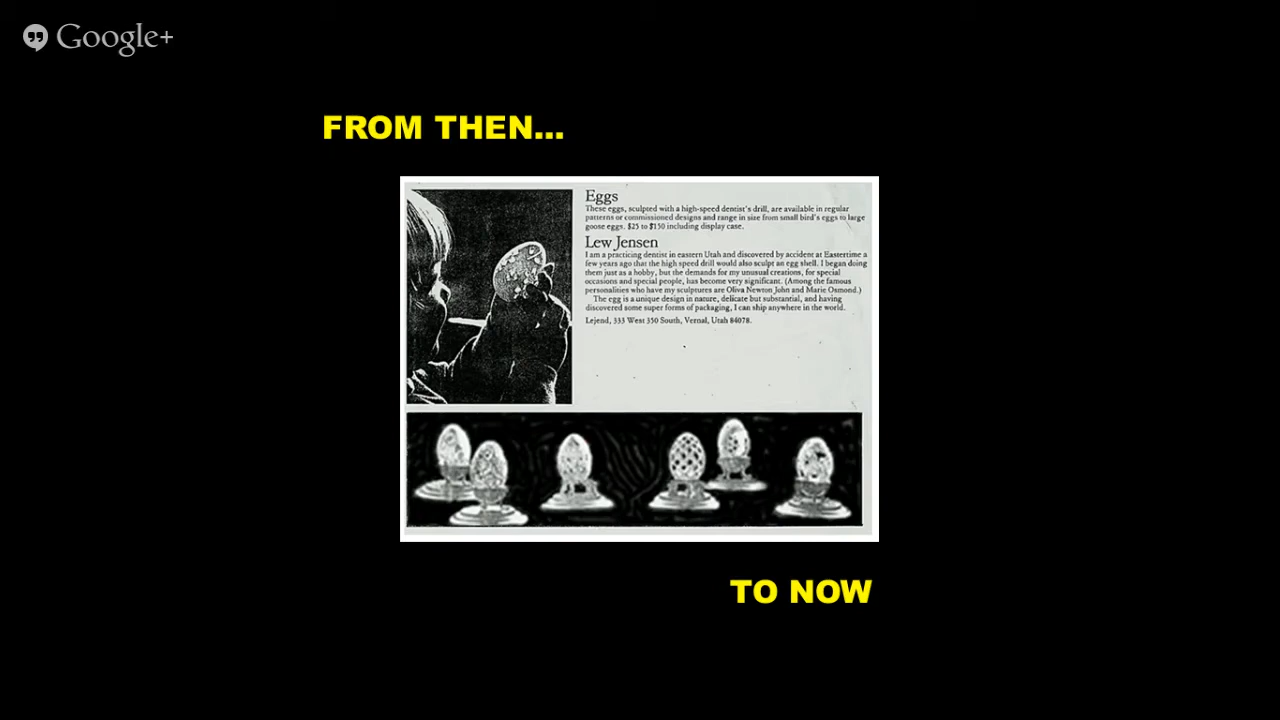 Google+
FROM THEN...
Eggs
These eggs, sculpted with a high-speed dentist's drill, are available in regular
patterns or commissioned designs and range in size from small bird's eggs to large
goose eggs. $25 to $150 including display case.
Lew Jensen
I am a practicing dentist in eastern Utah and discovered by accident at Eastertime a
few years ago that the high speed drill would also sculpt an egg shell. I began doing
them just as a hobby, but the demands for my unusual creations, for special
occasions and special people, has become very significant. (Among the famous
personalities who have my sculptures are Oliva Newton John and Marie Osmond.)
The egg is a unique design in nature, delicate but substantial, and having
discovered some super forms of packaging, I can ship anywhere in the world.
Lejend, 333 West 350 South, Vernal, Utah 84078.
TO NOW